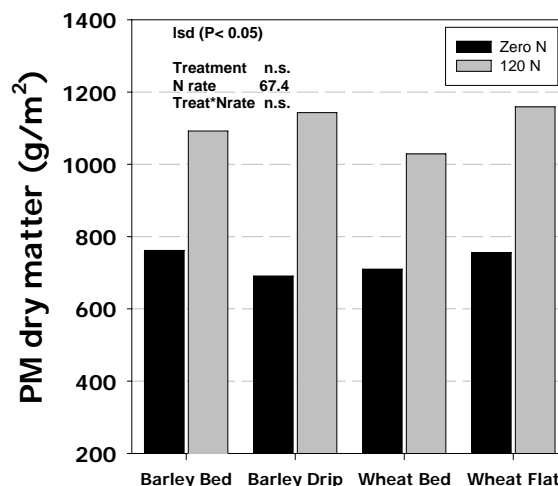 lsd (P< 0.05)
Treatment n.s.
N rate 67.4
Treat*Nrate n.s.
Zero N
120 N
PM dry matter (g/m²)
1400
1200
1000
800
600
400
200
Barley Bed Barley Drip Wheat Bed Wheat Flat